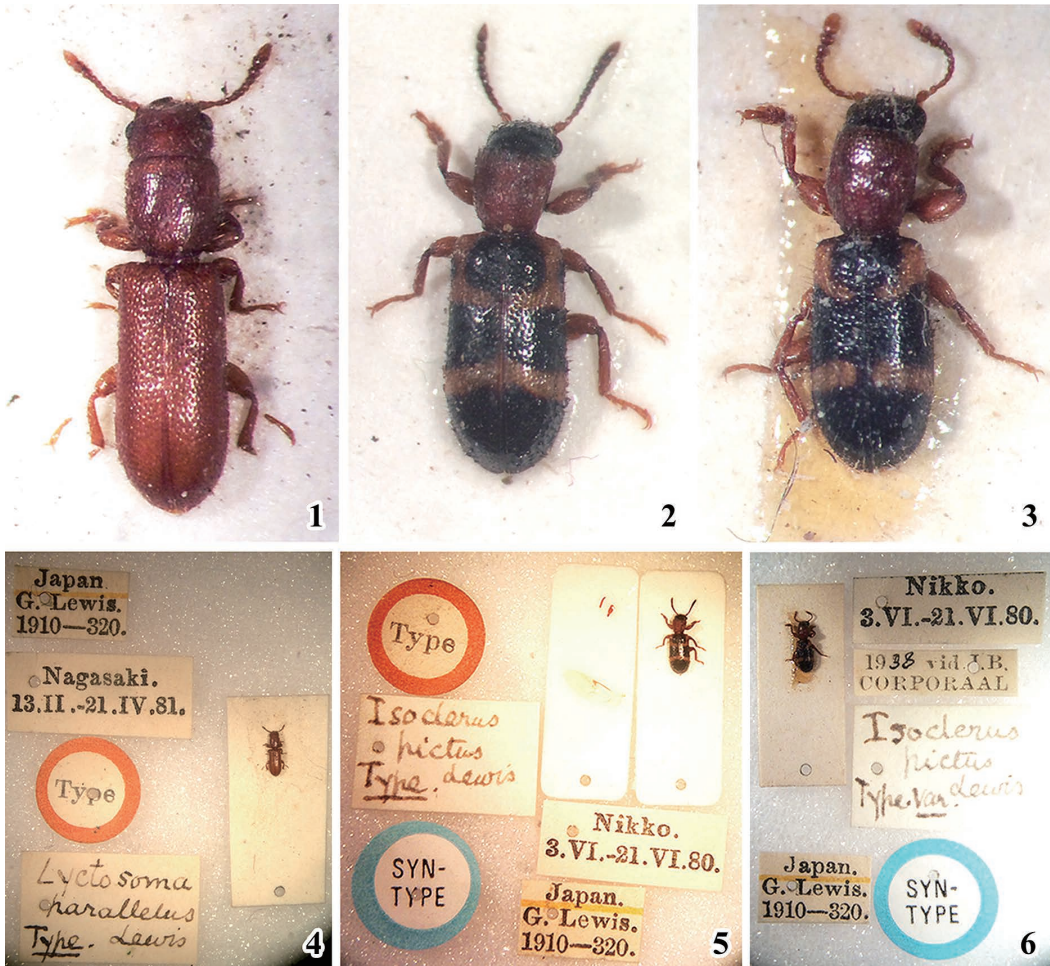 1
2
3
Japan.
G. Lewis.
1910—320.
Nagasaki.
13.II.-21.IV.81.
Type
Lyctosoma
parallelus
Type. Lewis
4
Type
Isoclerus
pictus
Type. Lewis
SYN-
TYPE
Nikko.
3.VI.-21.VI.80.
Japan.
G. Lewis.
1910—320.
5
Nikko.
3.VI.-21.VI.80.
1938 vid. J.B.
CORPORAAL
Isoclerus
pictus
Type.var. Lewis
Japan.
G. Lewis.
1910—320.
SYN-
TYPE
6